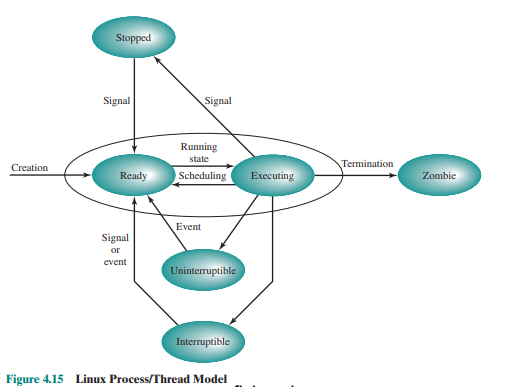 Stopped
Signal
Signal
Running
state
Creation
Ready
Scheduling
Executing
Termination
Zombie
Event
Signal
or
event
Uninterruptible
Interruptible
Figure 4.15 Linux Process/Thread Model